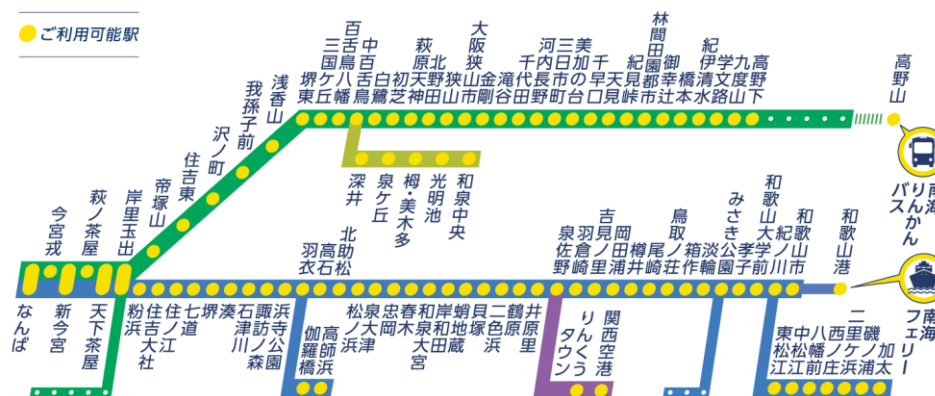 ご利用可能駅
浅香山
堺東
三国ヶ丘
百舌鳥八幡
中百舌鳥
白鷺
初芝
萩原天神
北野田
狭山
大阪狭山市
金剛
滝谷
千代田
河内長野
三日市町
美加の台
千早口
天見
紀見峠
林間田園都市
御幸辻
橋本
紀伊清水
学文路
九度山
高野下
高野山
南海
りんかん
バス
我孫子前
沢ノ町
住吉東
帝塚山
岸里玉出
萩ノ茶屋
今宮戎
深井
泉ケ丘
栂・美木多
光明池
和泉中央
なんば
新今宮
天下茶屋
粉浜
住吉大社
住ノ江
七道
堺
湊
石津川
諏訪ノ森
浜寺公園
羽衣
高石
北助松
松ノ浜
泉大津
忠岡
春木
和泉大宮
岸和田
蛸地蔵
貝塚
二色浜
鶴原
井原里
泉佐野
羽倉崎
吉見ノ里
岡田浦
樽井
尾崎
鳥取ノ荘
箱作
淡輪
みさき公園
孝子
和歌山大学前
紀ノ川
和歌山市
和歌山港
南海
フェリー
伽羅橋
高師浜
りんくう
タウン
関西空港
東松江
中松江
八幡前
西ノ庄
二里ヶ浜
磯ノ浦
加太